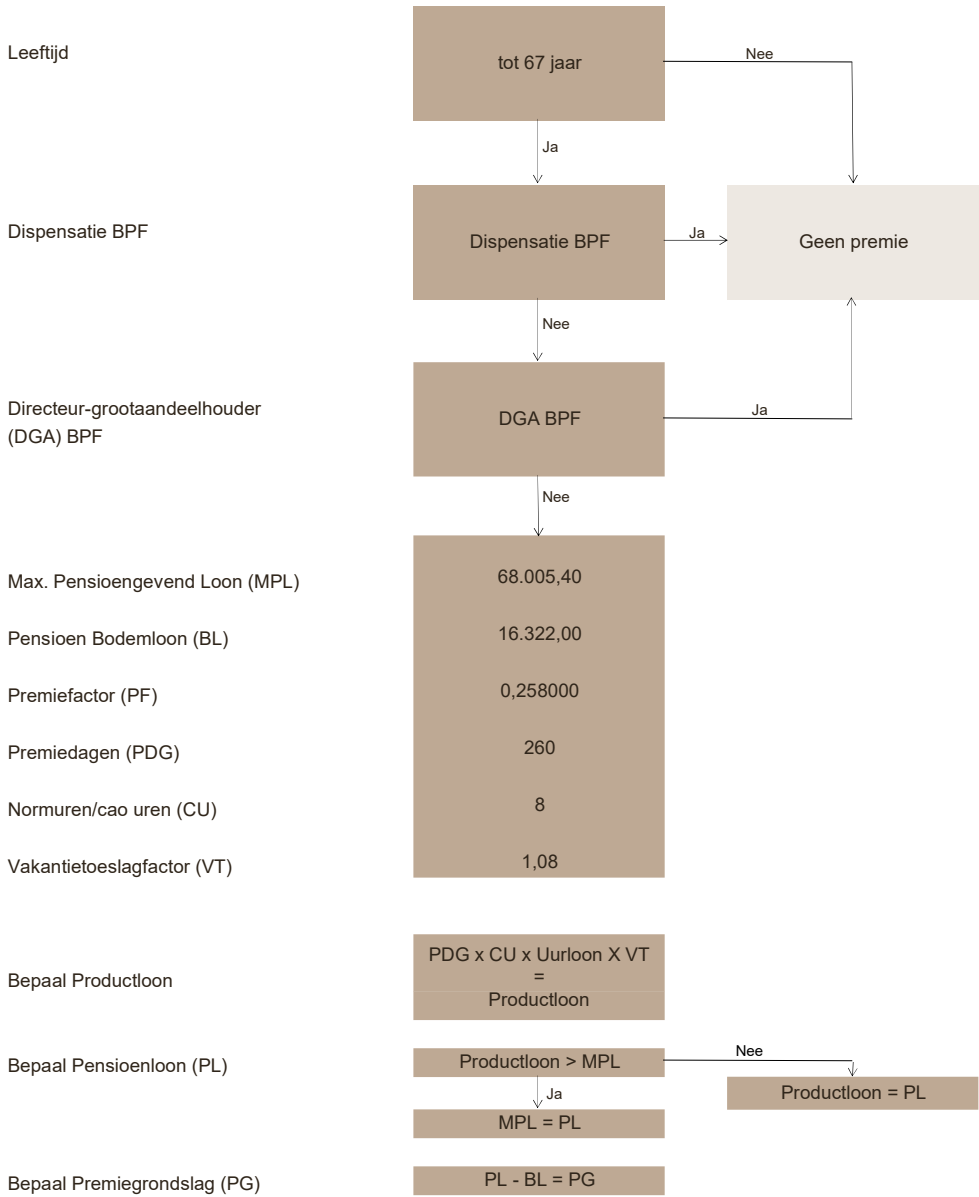 Leeftijd
tot 67 jaar
Nee
Ja
Dispensatie BPF
Dispensatie BPF
Ja
Geen premie
Nee
Directeur-grootaandeelhouder
(DGA) BPF
DGA BPF
Ja
Nee
Max. Pensioengevend Loon (MPL)
68.005,40
Pensioen Bodemloon (BL)
16.322,00
Premiefactor (PF)
0,258000
Premiedagen (PDG)
260
Normuren/cao uren (CU)
8
Vakantietoeslagfactor (VT)
1,08
Bepaal Productloon
PDG x CU x Uurloon X VT
=
Productloon
Bepaal Pensioenloon (PL)
Productloon > MPL
Nee
Ja
Productloon = PL
MPL = PL
Bepaal Premiegrondslag (PG)
PL - BL = PG